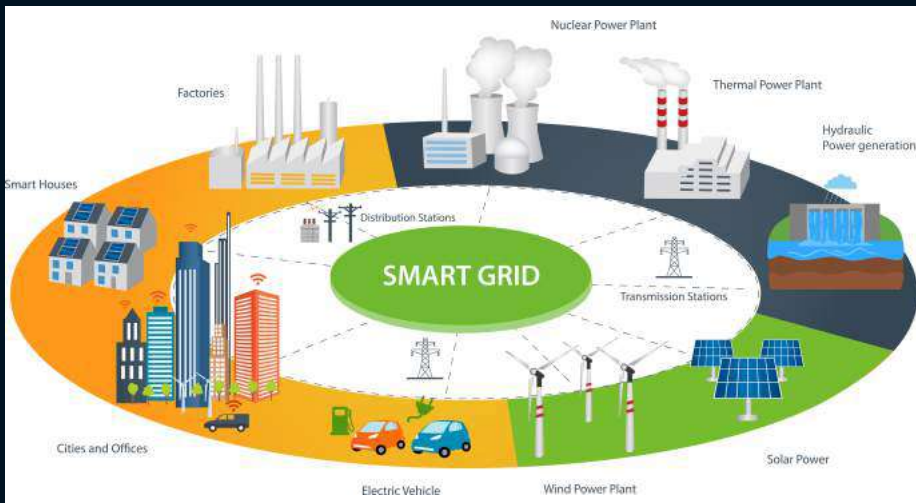 Nuclear Power Plant
Factories
Thermal Power Plant
Hydraulic
Power generation
Smart Houses
Distribution Stations
SMART GRID
Transmission Stations
Cities and Offices
Solar Power
Electric Vehicle
Wind Power Plant